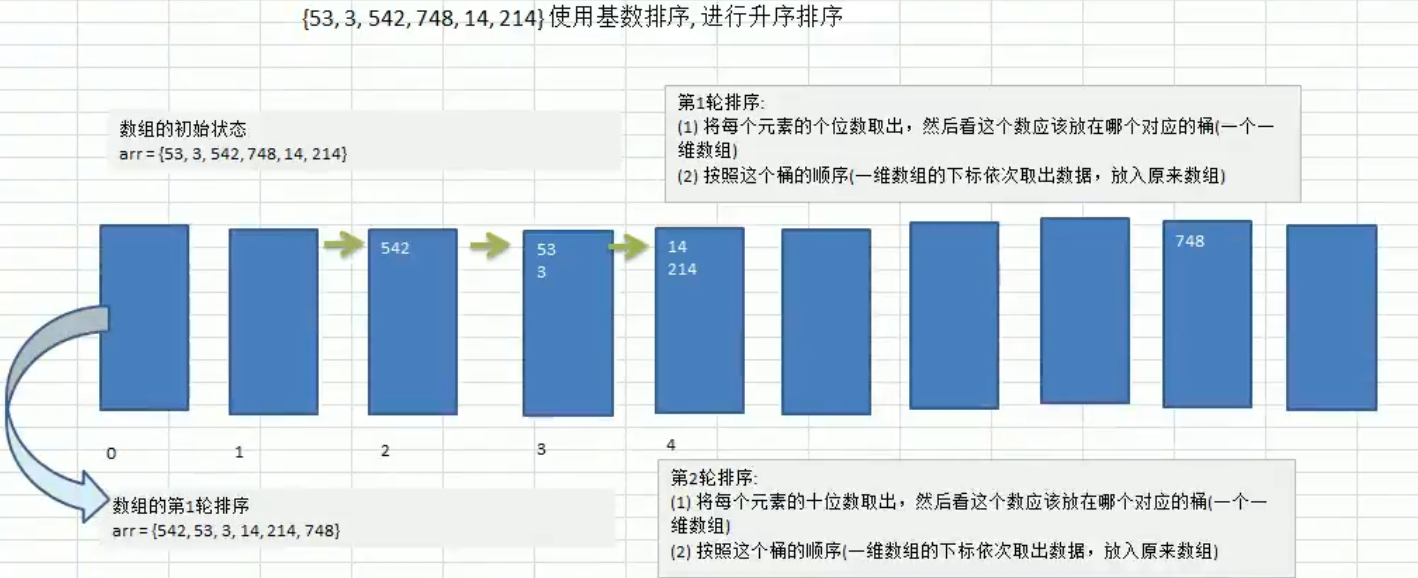 {53, 3, 542, 748, 14, 214} 使用基数排序, 进行升序排序
数组的初始状态
arr = {53, 3, 542, 748, 14, 214}
第1轮排序:
(1) 将每个元素的个位数取出，然后看这个数应该放在哪个对应的桶(一个一
维数组)
(2) 按照这个桶的顺序(一维数组的下标依次取出数据，放入原来数组)
542
53
3
14
214
748
0
1
2
3
4
数组的第1轮排序
arr = {542, 53, 3, 14, 214, 748}
第2轮排序:
(1) 将每个元素的十位数取出，然后看这个数应该放在哪个对应的桶(一个一
维数组)
(2) 按照这个桶的顺序(一维数组的下标依次取出数据，放入原来数组)